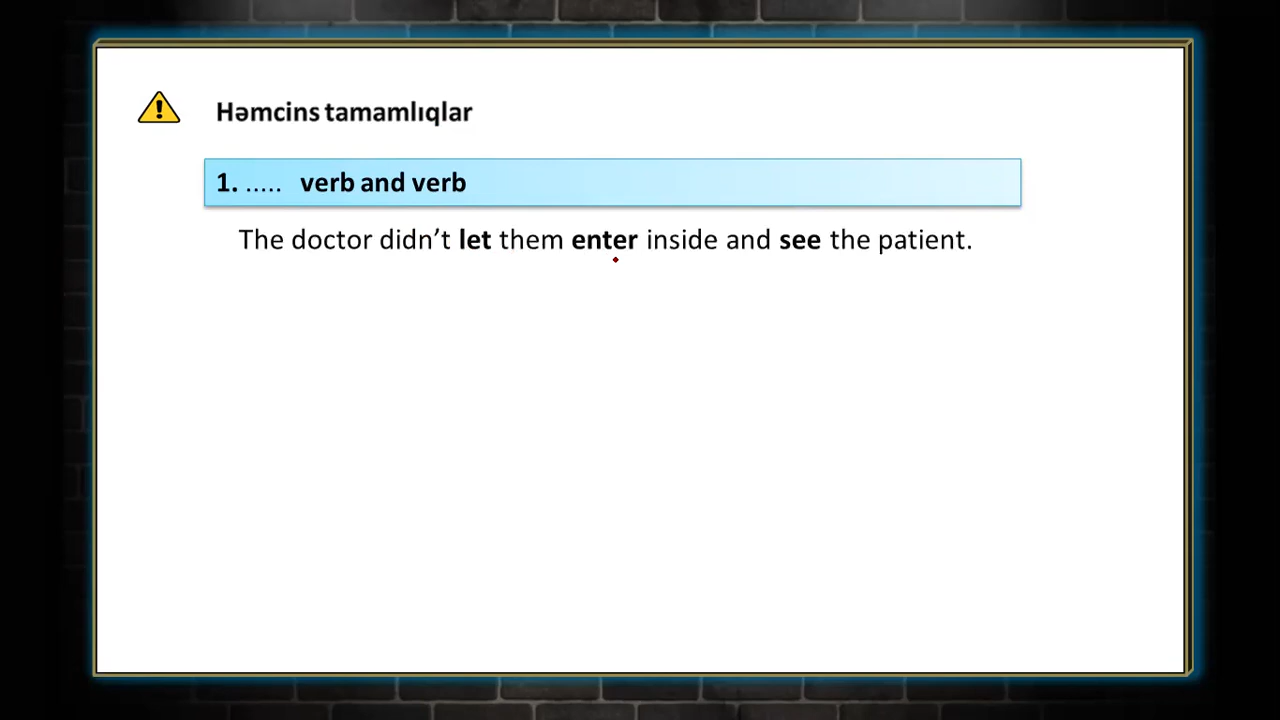 Həmcins tamamlıqlar
1. ..... verb and verb
The doctor didn’t let them enter inside and see the patient.